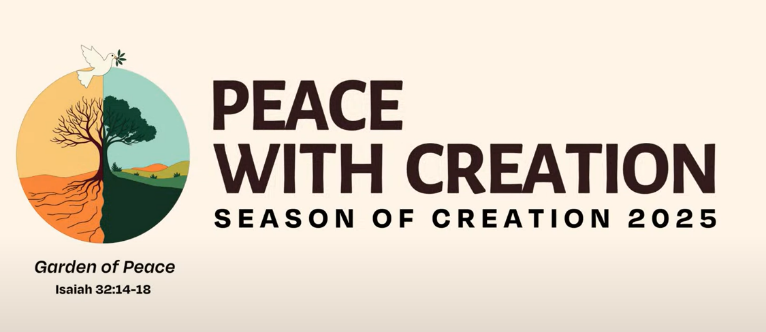 PEACE
WITH CREATION
SEASON OF CREATION 2025
Garden of Peace
Isaiah 32:14-18